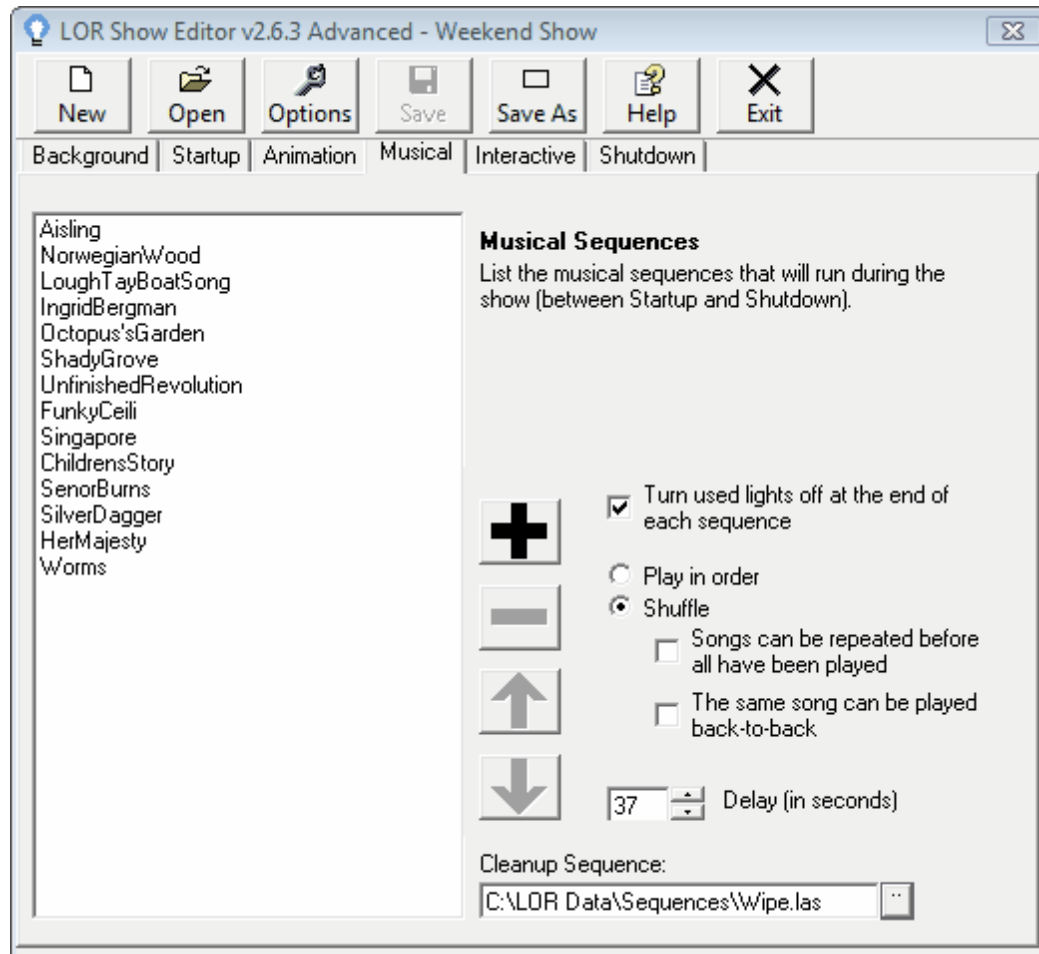 LOR Show Editor v2.6.3 Advanced - Weekend Show
New Open Options Save Save As Help Exit
Background Startup Animation Musical Interactive Shutdown
Aisling
NorwegianWood
LoughTayBoatSong
IngridBergman
Octopus'sGarden
ShadyGrove
UnfinishedRevolution
FunkyCeili
Singapore
ChildrensStory
SenorBurns
SilverDagger
HerMajesty
Worms
Musical Sequences
List the musical sequences that will run during the
show (between Startup and Shutdown).
Turn used lights off at the end of
each sequence
Play in order
Shuffle
Songs can be repeated before
all have been played
The same song can be played
back-to-back
37 Delay (in seconds)
Cleanup Sequence:
C:\LOR Data\Sequences\Wipe.las ..